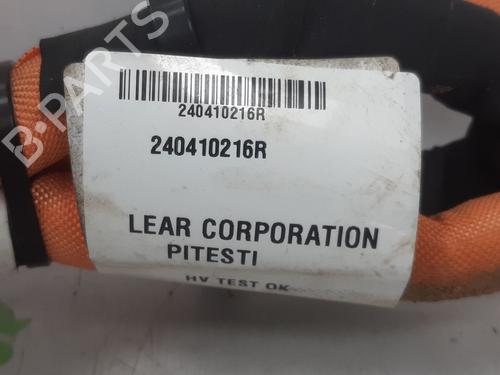 240410216R
240410216R
LEAR CORPORATION
PITESTI
HV TEST OK
B-PARTS